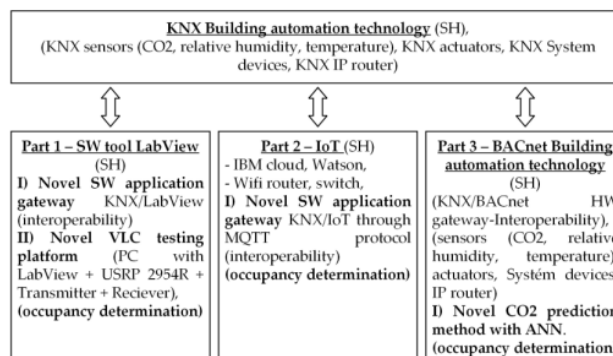 KNX Building automation technology (SH),
(KNX sensors (CO2, relative humidity, temperature), KNX actuators, KNX System
devices, KNX IP router)
Part 1 – SW tool LabView
(SH)
I) Novel SW application
gateway KNX/LabView
(interoperability)
II) Novel VLC testing
platform (PC with
LabView + USRP 2954R +
Transmitter + Reciever),
(occupancy determination)
Part 2 – IoT (SH)
- IBM cloud, Watson,
- Wifi router, switch,
I) Novel SW application
gateway KNX/IoT through
MQTT protocol
(interoperability)
(occupancy determination)
Part 3 – BACnet Building
automation technology
(SH)
(KNX/BACnet HW
gateway-Interoperability),
(sensors (CO2, relative
humidity, temperature)
actuators, Systém devices
IP router)
I) Novel CO2 prediction
method with ANN.
(occupancy determination